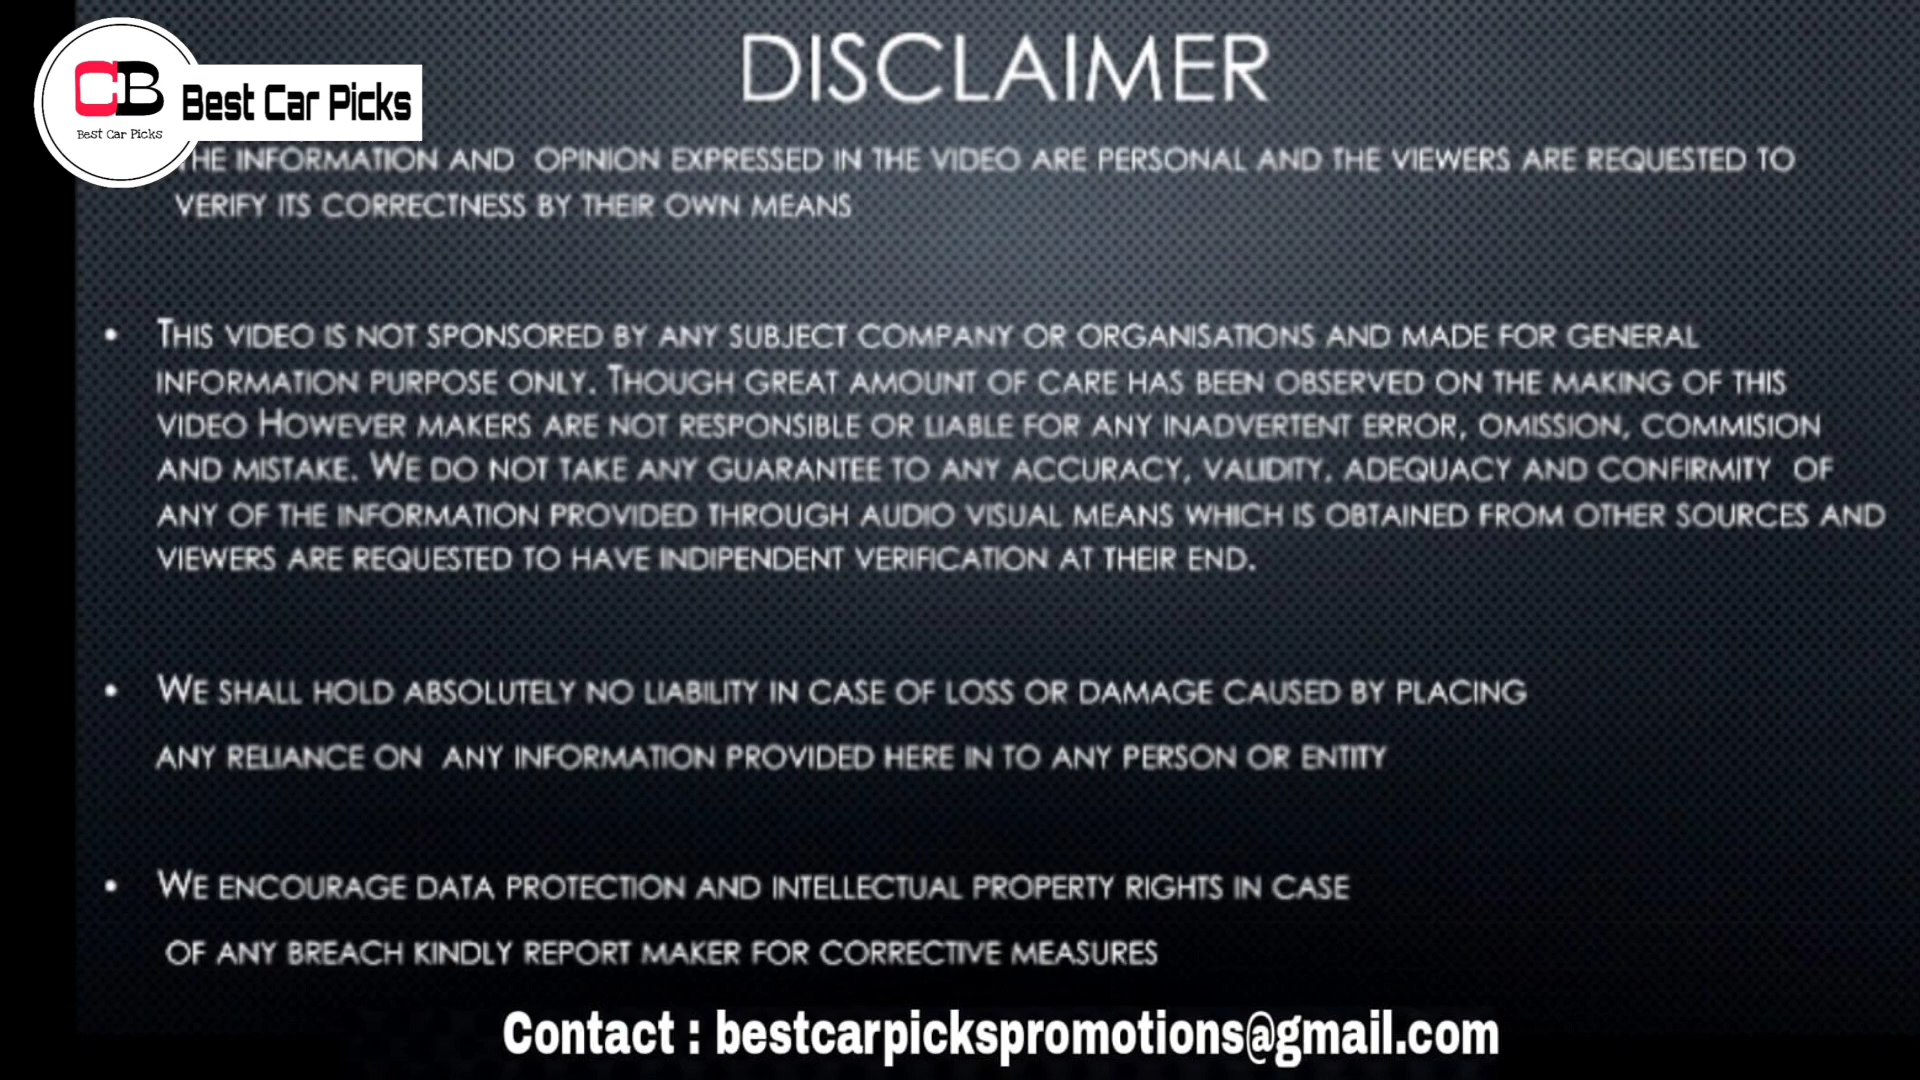 DISCLAIMER
CB
Best Car Picks
Best Car Picks
THE INFORMATION AND OPINION EXPRESSED IN THE VIDEO ARE PERSONAL AND THE VIEWERS ARE REQUESTED TO
VERIFY ITS CORRECTNESS BY THEIR OWN MEANS
• THIS VIDEO IS NOT SPONSORED BY ANY SUBJECT COMPANY OR ORGANISATIONS AND MADE FOR GENERAL
INFORMATION PURPOSE ONLY. THOUGH GREAT AMOUNT OF CARE HAS BEEN OBSERVED ON THE MAKING OF THIS
VIDEO HOWEVER MAKERS ARE NOT RESPONSIBLE OR LIABLE FOR ANY INADVERTENT ERROR, OMISSION, COMMISION
AND MISTAKE. WE DO NOT TAKE ANY GUARANTEE TO ANY ACCURACY, VALIDITY, ADEQUACY AND CONFIRMITY OF
ANY OF THE INFORMATION PROVIDED THROUGH AUDIO VISUAL MEANS WHICH IS OBTAINED FROM OTHER SOURCES AND
VIEWERS ARE REQUESTED TO HAVE INDIPENDENT VERIFICATION AT THEIR END.
• WE SHALL HOLD ABSOLUTELY NO LIABILITY IN CASE OF LOSS OR DAMAGE CAUSED BY PLACING
ANY RELIANCE ON ANY INFORMATION PROVIDED HERE IN TO ANY PERSON OR ENTITY
• WE ENCOURAGE DATA PROTECTION AND INTELLECTUAL PROPERTY RIGHTS IN CASE
OF ANY BREACH KINDLY REPORT MAKER FOR CORRECTIVE MEASURES
Contact : bestcarpickspromotions@gmail.com